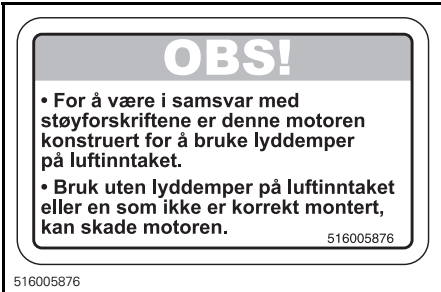 OBS!
• For å være i samsvar med
støyforskriftene er denne motoren
konstruert for å bruke lyddemper
på luftinntaket.
• Bruk uten lyddemper på luftinntaket
eller en som ikke er korrekt montert,
kan skade motoren.
516005876
516005876